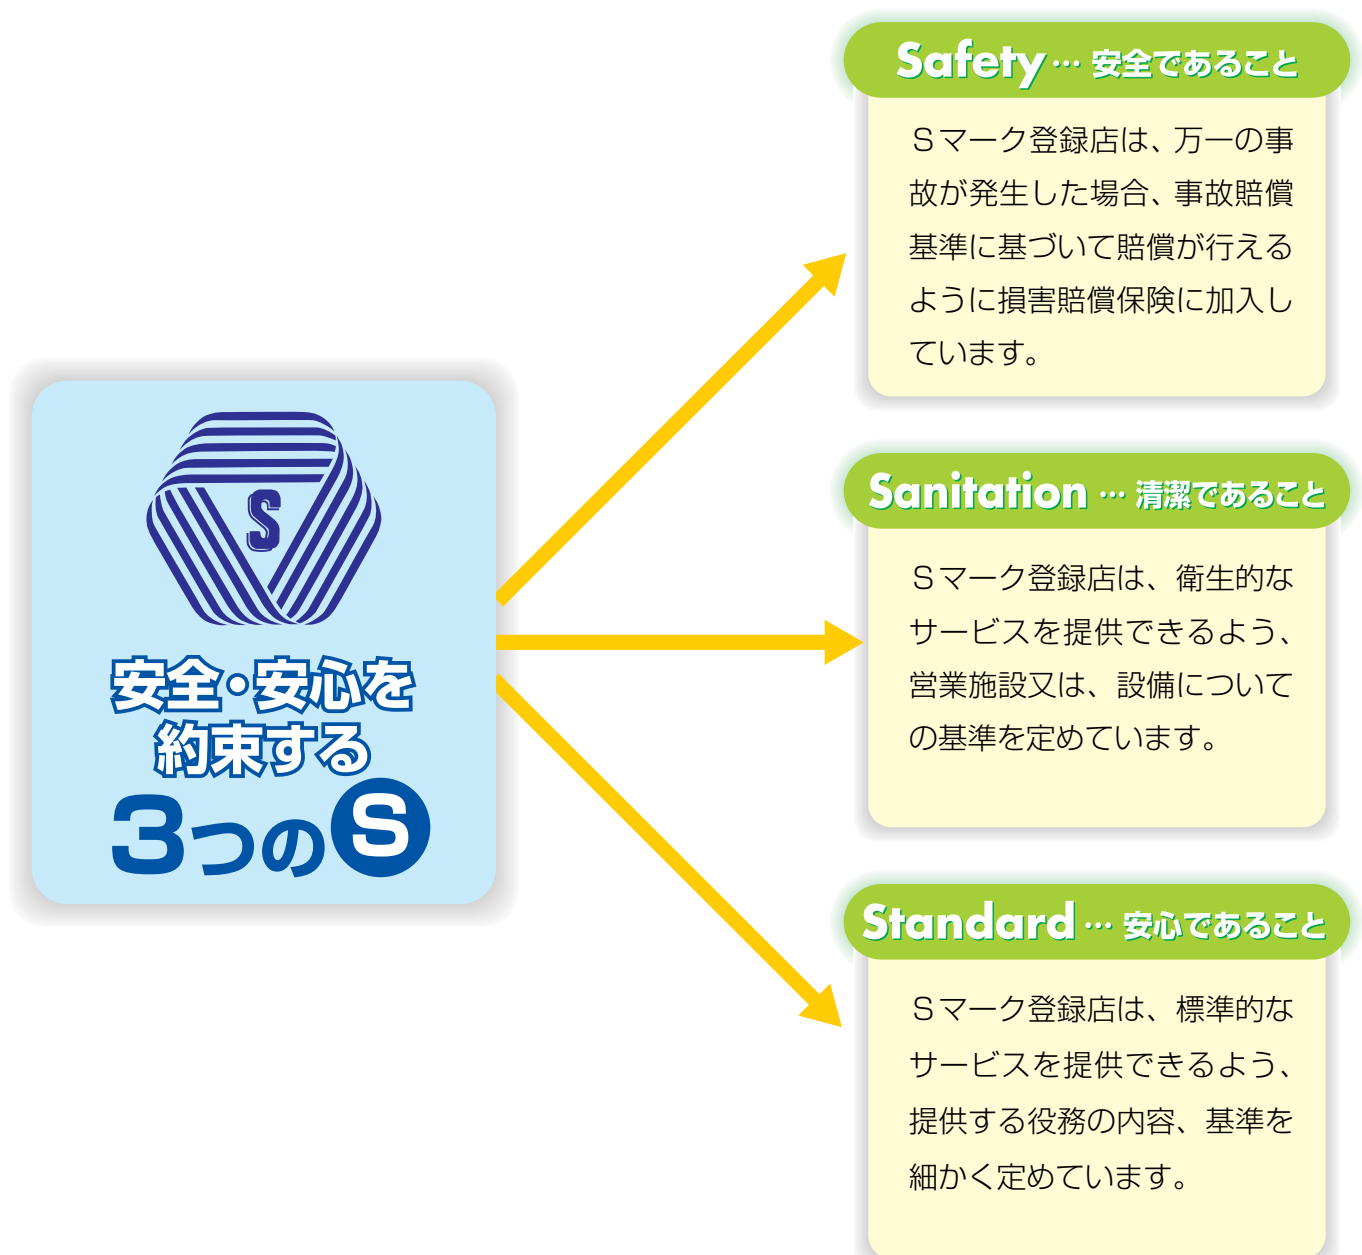 S
安全・安心を
約束する
3つのS
Safety… 安全であること
Sマーク登録店は、万一の事
故が発生した場合、事故賠償
基準に基づいて賠償が行える
ように損害賠償保険に加入し
ています。
Sanitation … 清潔であること
Sマーク登録店は、衛生的な
サービスを提供できるよう、
営業施設又は、設備について
の基準を定めています。
Standard … 安心であること
Sマーク登録店は、標準的な
サービスを提供できるよう、
提供する役務の内容、基準を
細かく定めています。